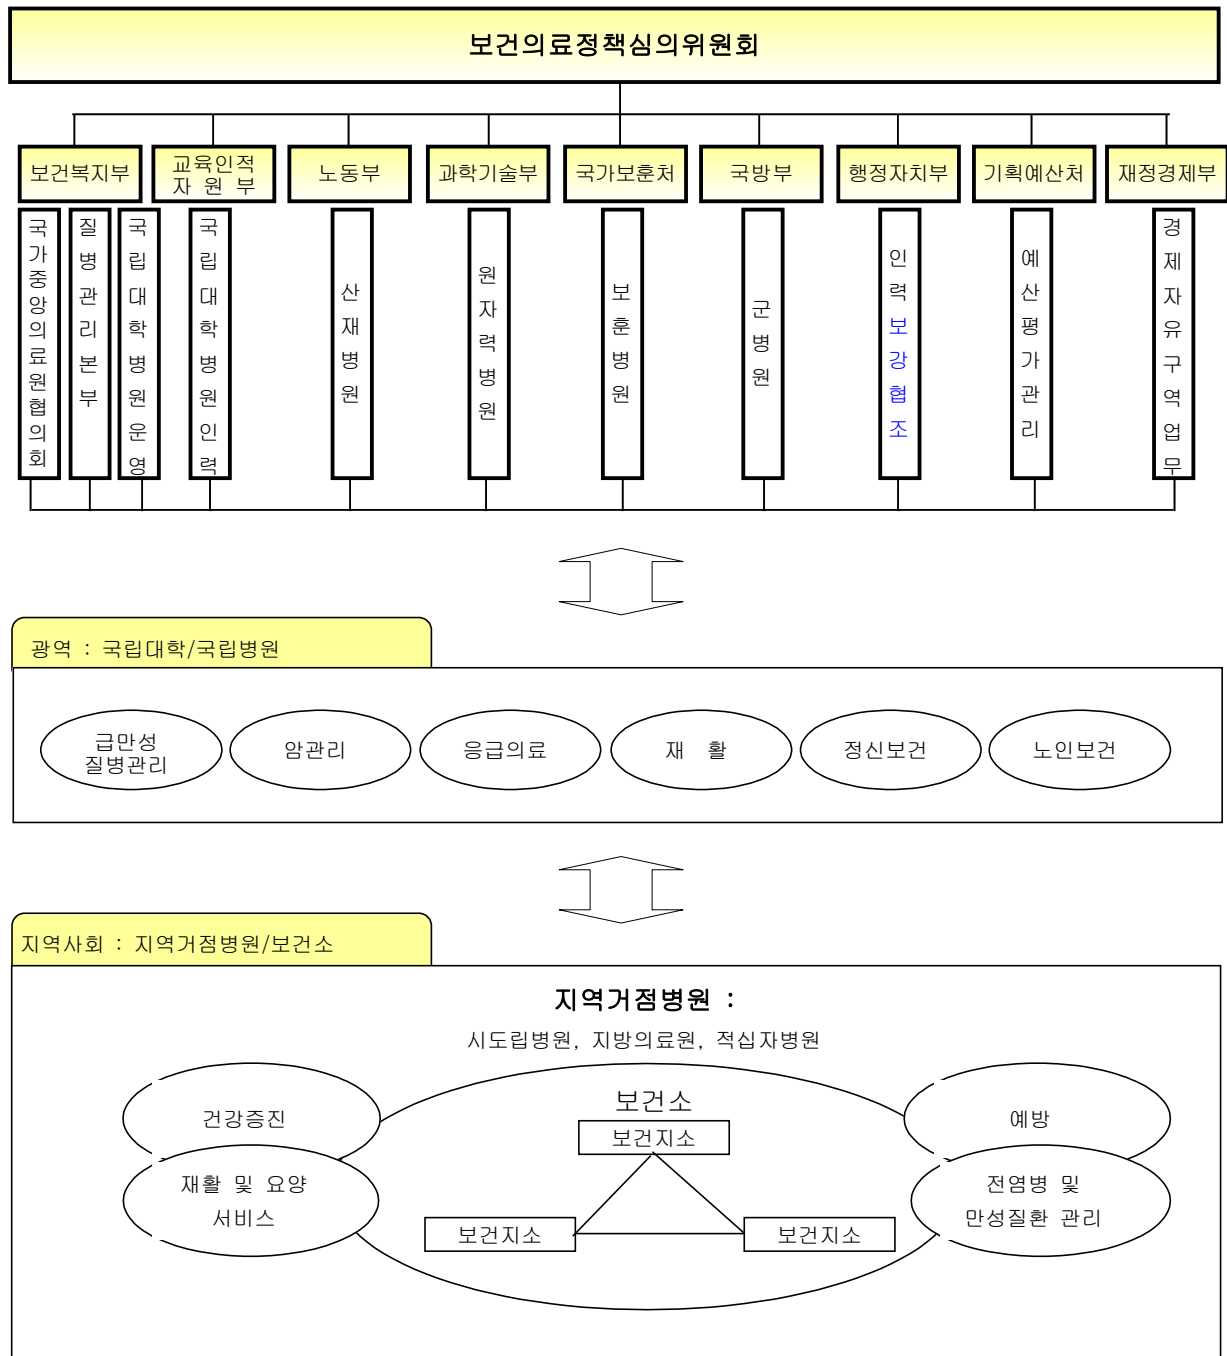 보건의료정책심의위원회
보건복지부
교육인적
자 원 부
노동부
과학기술부
국가보훈처
국방부
행정자치부
기획예산처
재정경제부
국가중앙의료원협의회
질병관리본부
국립대학병원운영
국립대학병원인력
산재병원
원자력병원
보훈병원
군병원
인력보강협조
예산평가관리
경제자유구역업무
광역 : 국립대학/국립병원
급만성
질병관리
암관리
응급의료
재 활
정신보건
노인보건
지역사회 : 지역거점병원/보건소
지역거점병원 :
시도립병원, 지방의료원, 적십자병원
건강증진
재활 및 요양
서비스
보건소
보건지소
보건지소
보건지소
예방
전염병 및
만성질환 관리